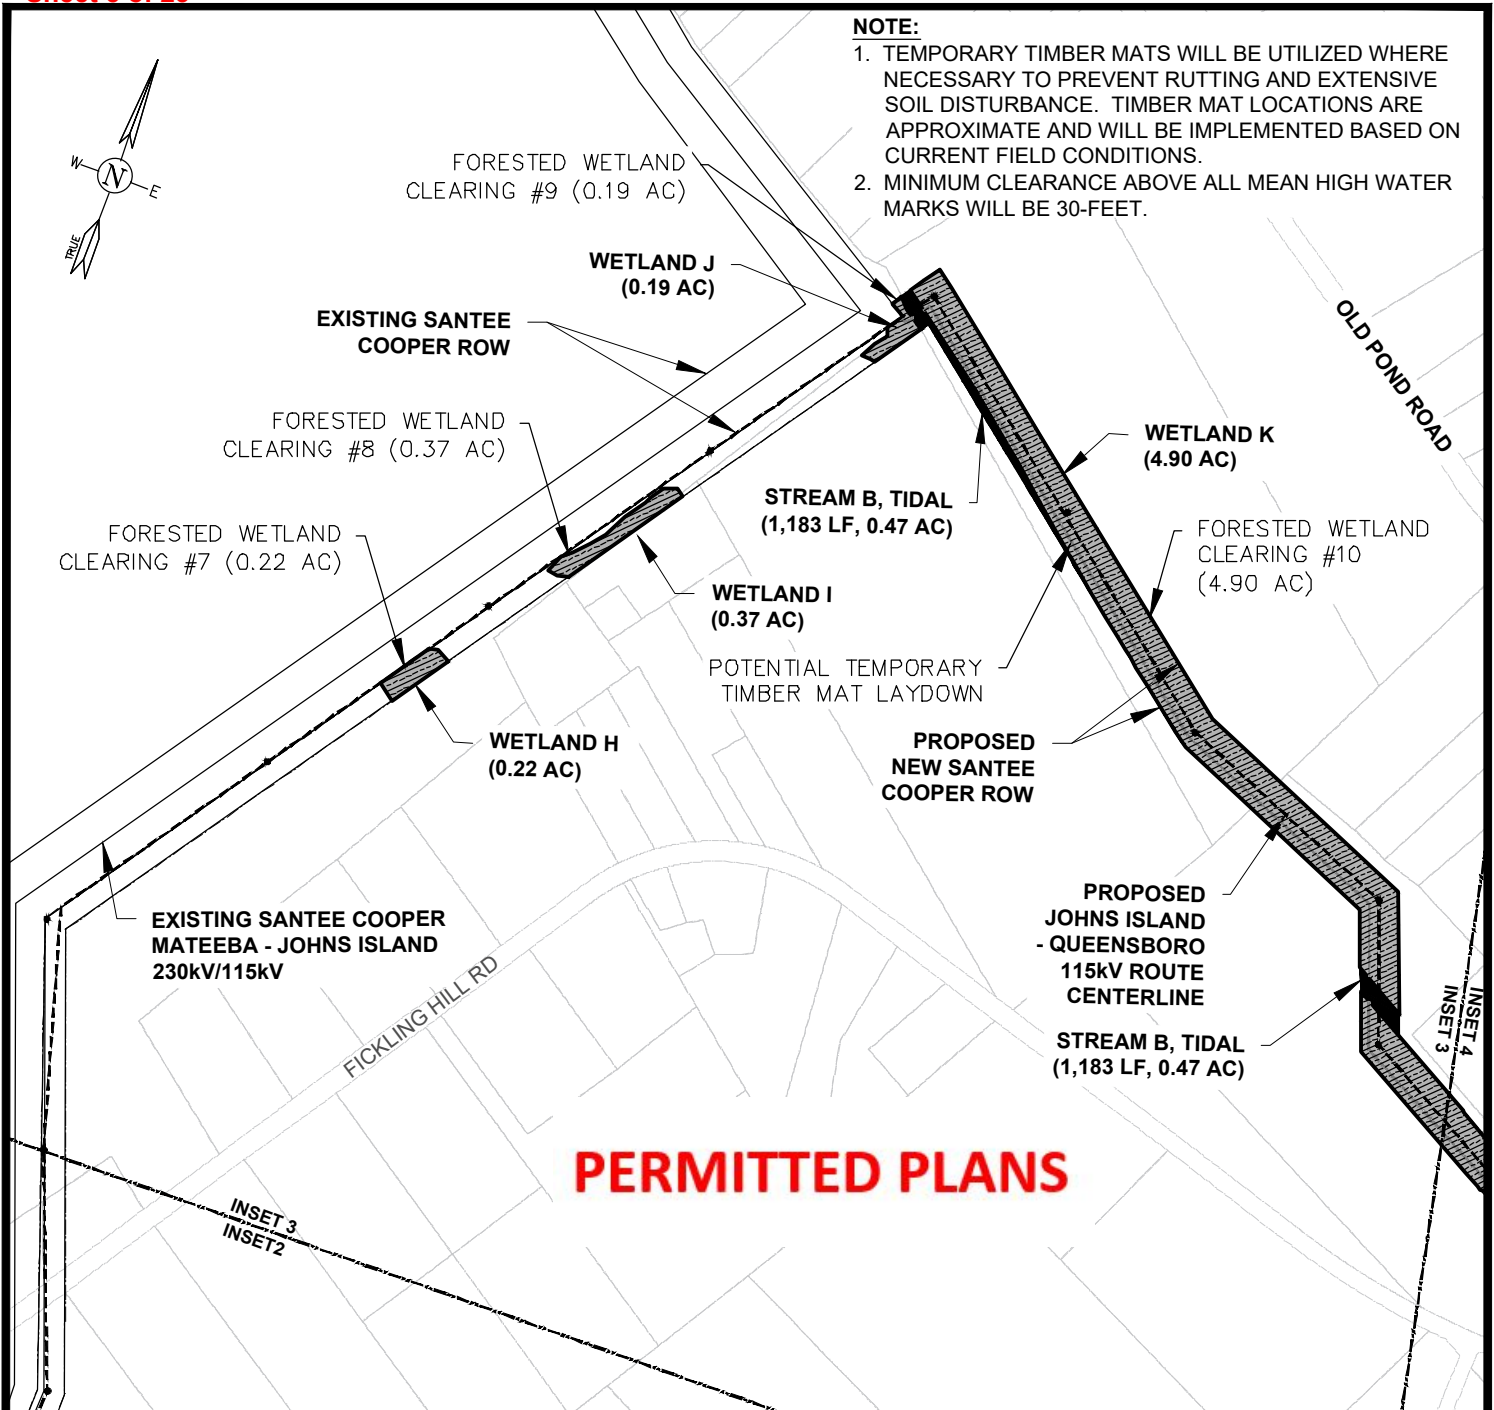 NOTE:
1. TEMPORARY TIMBER MATS WILL BE UTILIZED WHERE
NECESSARY TO PREVENT RUTTING AND EXTENSIVE
SOIL DISTURBANCE. TIMBER MAT LOCATIONS ARE
APPROXIMATE AND WILL BE IMPLEMENTED BASED ON
CURRENT FIELD CONDITIONS.
2. MINIMUM CLEARANCE ABOVE ALL MEAN HIGH WATER
MARKS WILL BE 30-FEET.
W
N
E
TRUE
FORESTED WETLAND
CLEARING #9 (0.19 AC)
WETLAND J
(0.19 AC)
EXISTING SANTEE
COOPER ROW
OLD POND ROAD
FORESTED WETLAND
CLEARING #8 (0.37 AC)
WETLAND K
(4.90 AC)
STREAM B, TIDAL
(1,183 LF, 0.47 AC)
FORESTED WETLAND
CLEARING #7 (0.22 AC)
FORESTED WETLAND
CLEARING #10
(4.90 AC)
WETLAND I
(0.37 AC)
POTENTIAL TEMPORARY
TIMBER MAT LAYDOWN
WETLAND H
(0.22 AC)
PROPOSED
NEW SANTEE
COOPER ROW
EXISTING SANTEE COOPER
MATEEBA - JOHNS ISLAND
230kV/115kV
PROPOSED
JOHNS ISLAND
- QUEENSBORO
115kV ROUTE
CENTERLINE
FICKLING HILL RD
INSET 4
INSET 3
STREAM B, TIDAL
(1,183 LF, 0.47 AC)
PERMITTED PLANS
INSET 3
INSET2